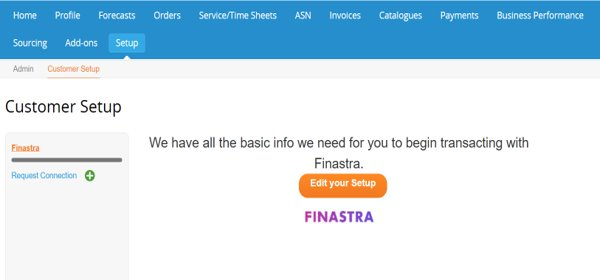 Home Profile Forecasts Orders Service/Time Sheets ASN Invoices Catalogues Payments Business Performance
Sourcing Add-ons Setup
Admin Customer Setup
Customer Setup
Finastra
Request Connection
We have all the basic info we need for you to begin transacting with
Finastra.
Edit your Setup
FINASTRA